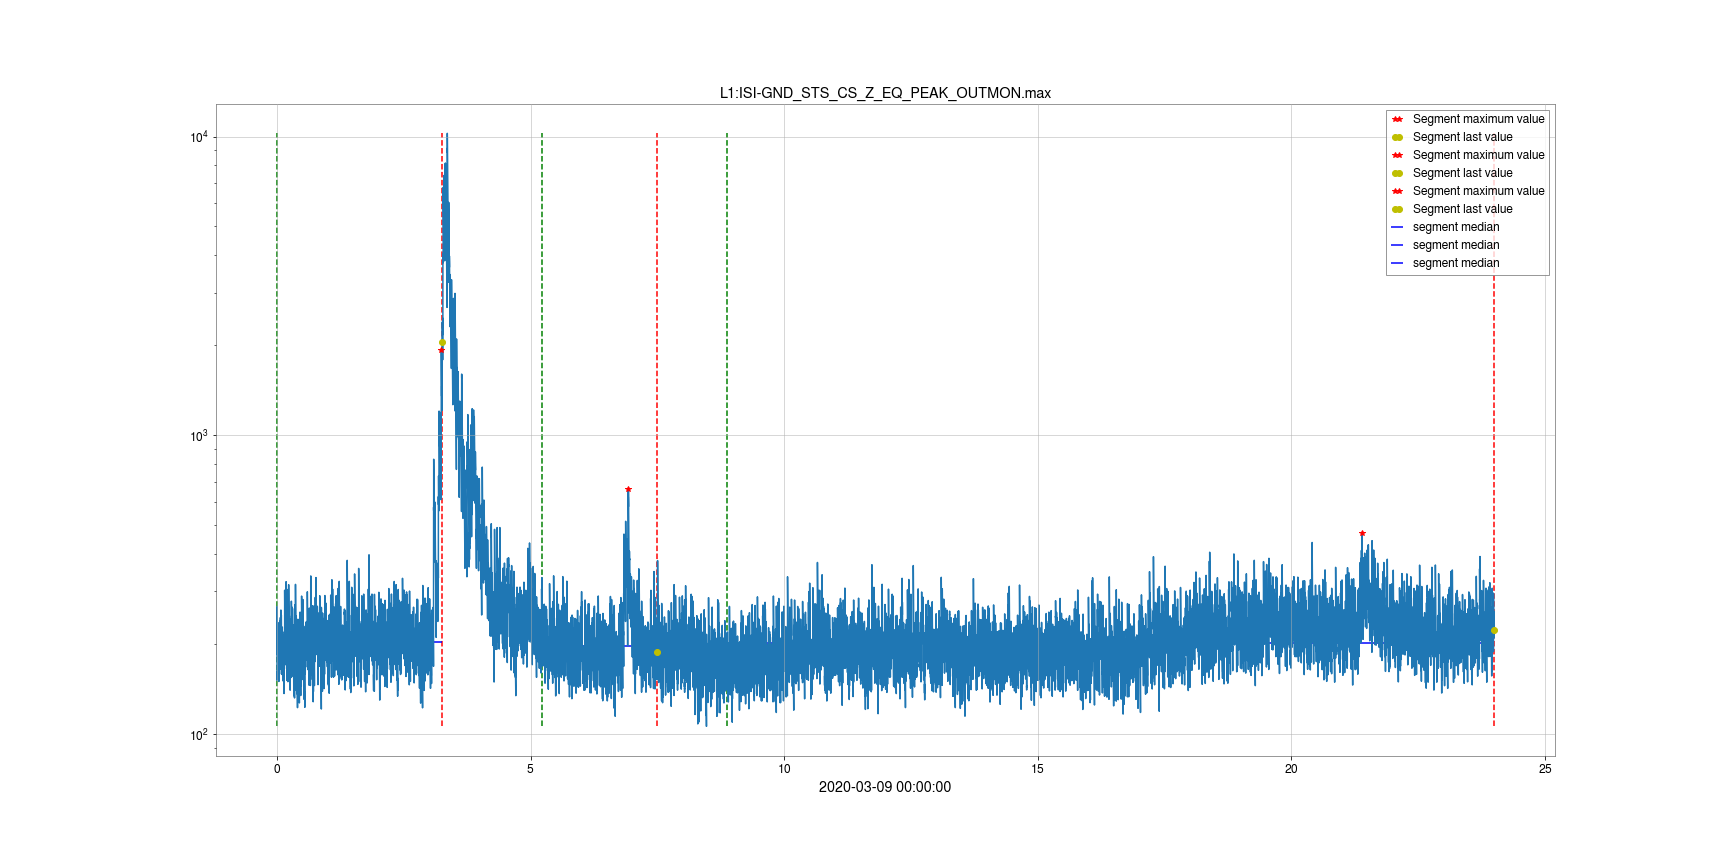 L1:ISI-GND_STS_CS_Z_EQ_PEAK_OUTMON.max
10^4
10^3
10^2
Segment maximum value
Segment last value
Segment maximum value
Segment last value
Segment maximum value
Segment last value
segment median
segment median
segment median
0 5 10 15 20 25
2020-03-09 00:00:00